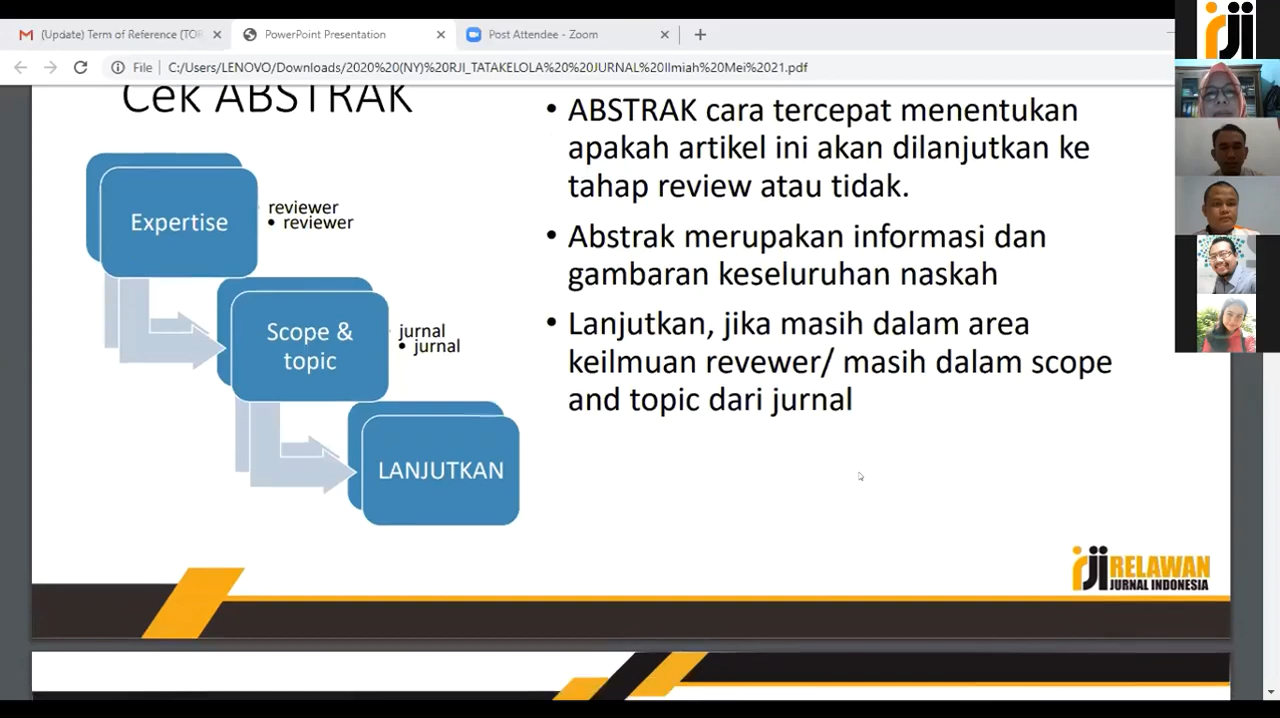 (Update) Term of Reference [TOR
PowerPoint Presentation
Post Attendee - Zoom
File
C:/Users/LENOVO/Downloads/2020%20(NY)%20RJI_TATAKELOLA%20%20JURNAL%20Ilmiah%20Mei%2021.pdf
rji
Cek ABSTRAK
Expertise
reviewer
• reviewer
Scope &
topic
jurnal
• jurnal
LANJUTKAN
• ABSTRAK cara tercepat menentukan
apakah artikel ini akan dilanjutkan ke
tahap review atau tidak.
• Abstrak merupakan informasi dan
gambaran keseluruhan naskah
• Lanjutkan, jika masih dalam area
keilmuan revewer/ masih dalam scope
and topic dari jurnal
rji RELAWAN
JURNAL INDONESIA